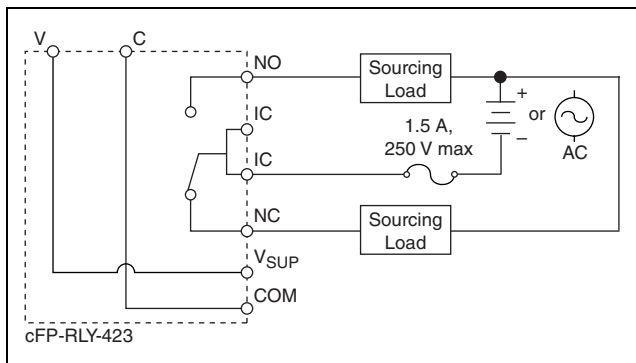 V
C
NO
Sourcing
Load
IC
+
or
1.5 A,
250 V max
–
AC
IC
NC
Sourcing
Load
VSUP
COM
cFP-RLY-423